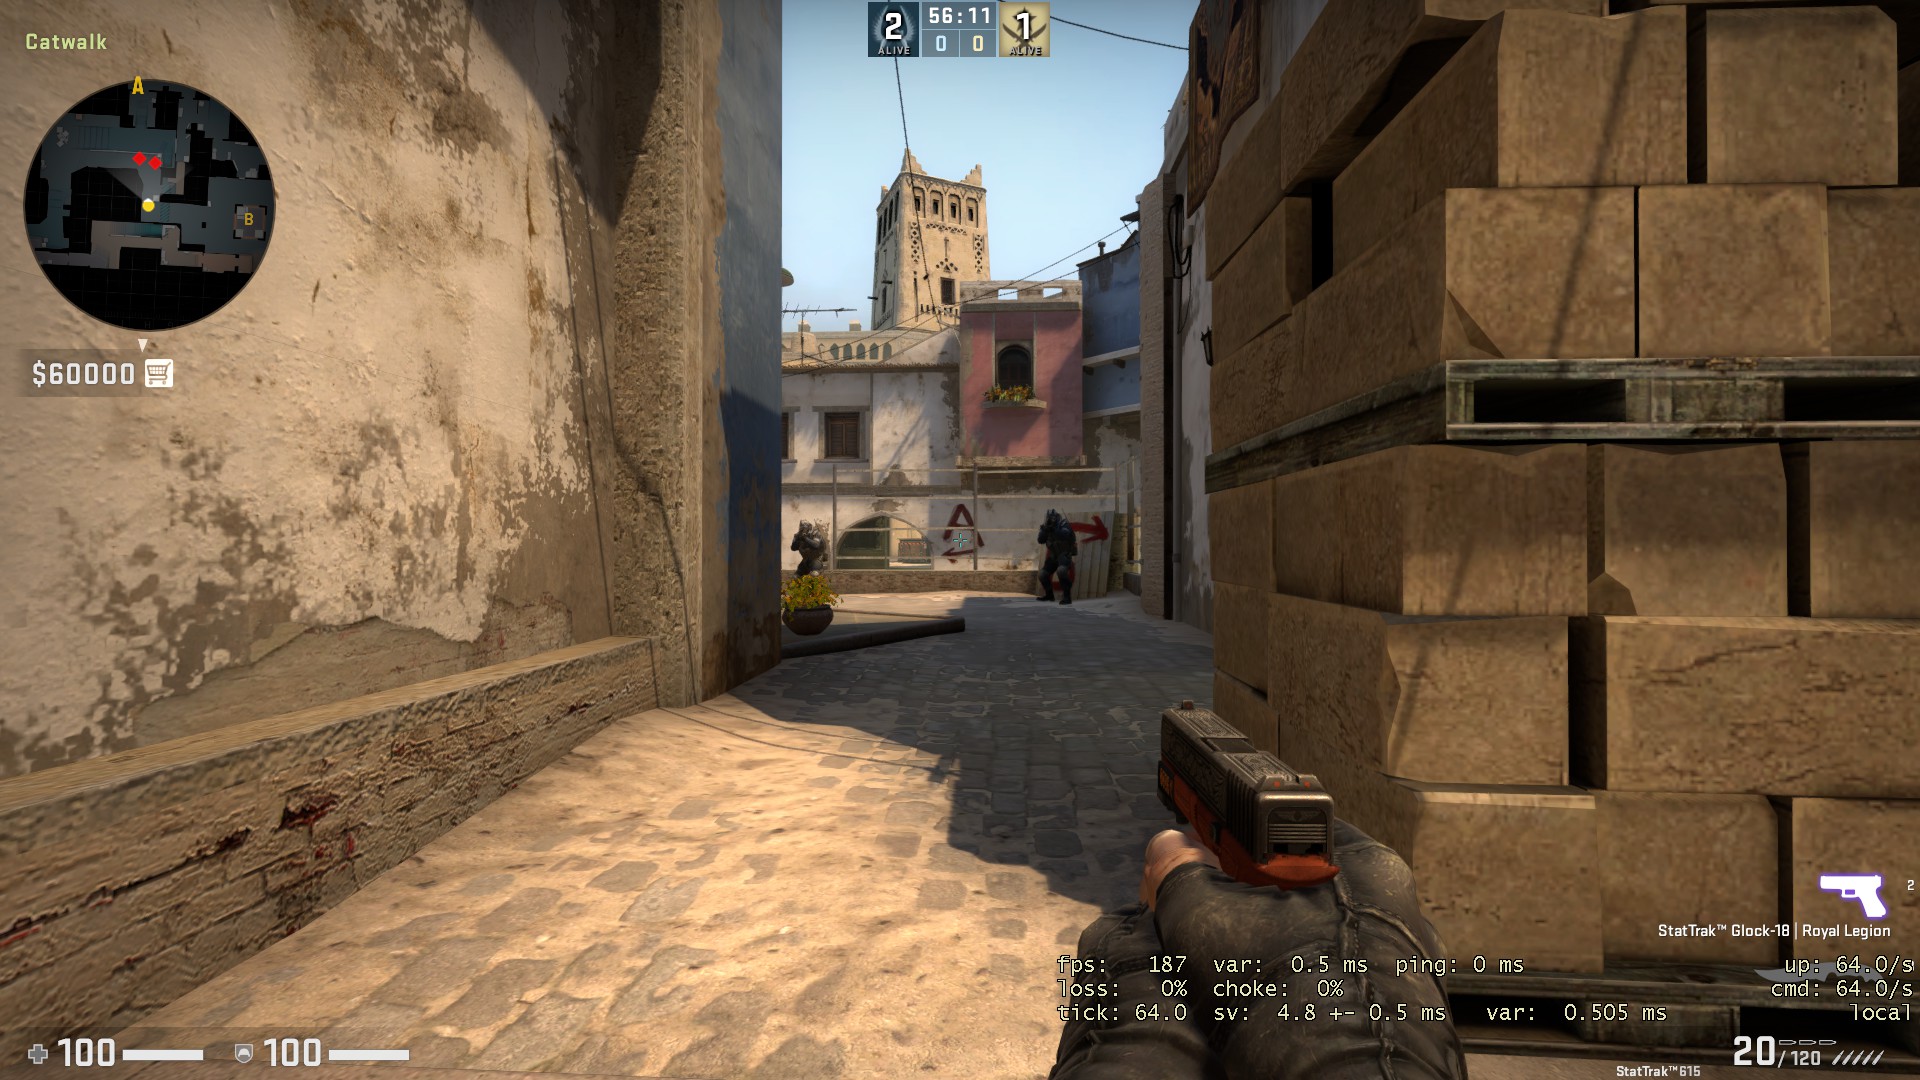 Catwalk
2 ALIVE 56:11 1 ALIVE
0 0
A
B
$60000
A
2
StatTrak™ Glock-18 | Royal Legion
fps: 187 var: 0.5 ms ping: 0 ms up: 64.0/s
loss: 0% choke: 0% cmd: 64.0/s
tick: 64.0 sv: 4.8 +- 0.5 ms var: 0.505 ms local
100 100 20/120
StatTrak™615